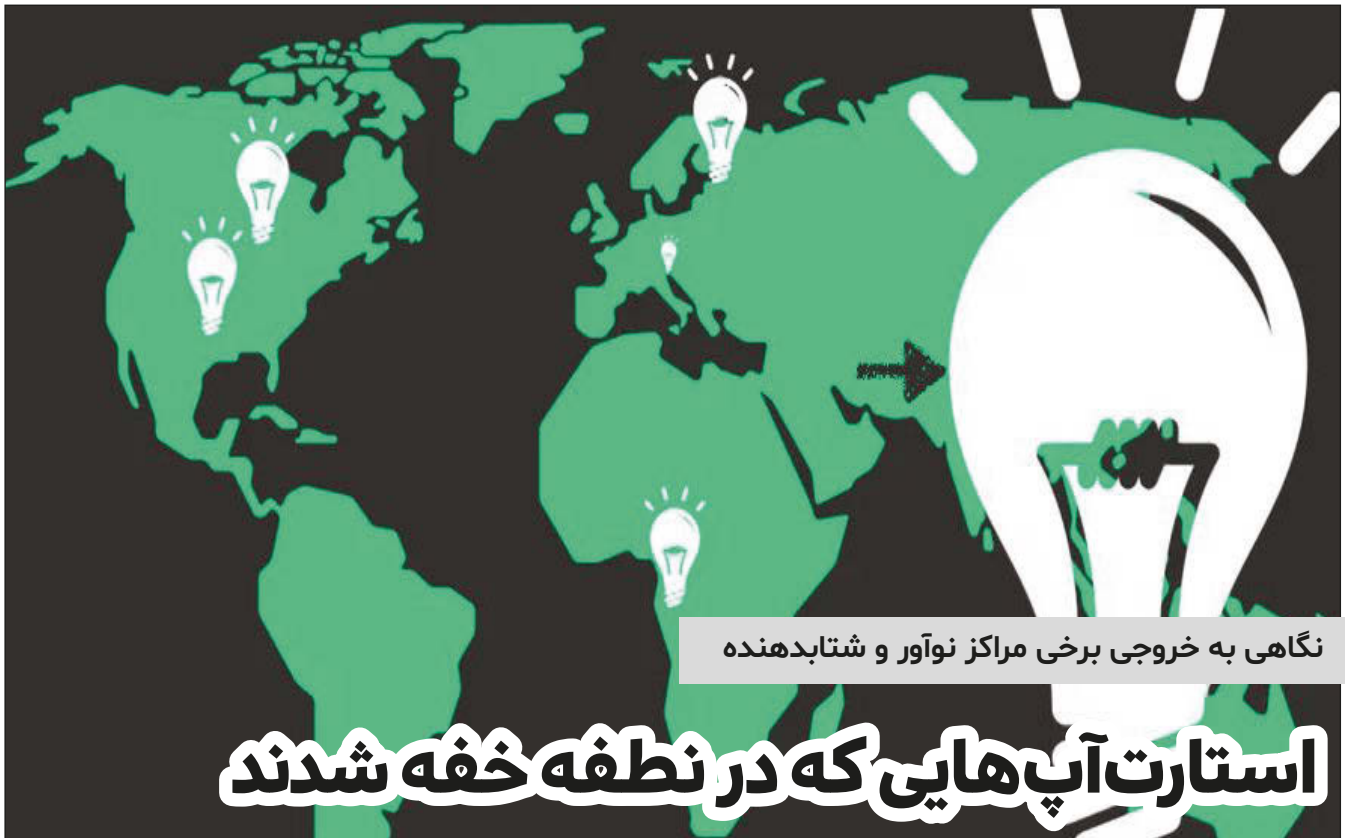 نگاهی به خروجی برخی مراکز نوآور و شتابدهنده
استارت‌آپ‌هایی که در نطفه خفه شدند